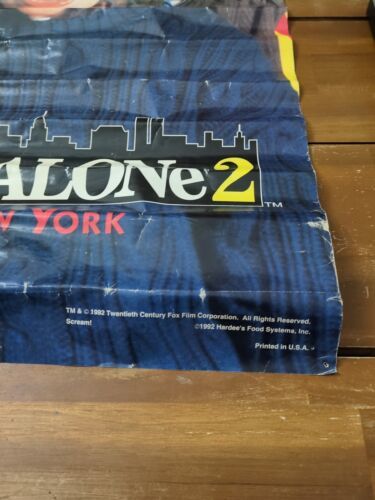 ALONe 2 TM
YORK
TM & © 1992 Twentieth Century Fox Film Corporation. All Rights Reserved.
Scream! ©1992 Hardee's Food Systems, Inc.
Printed in U.S.A.